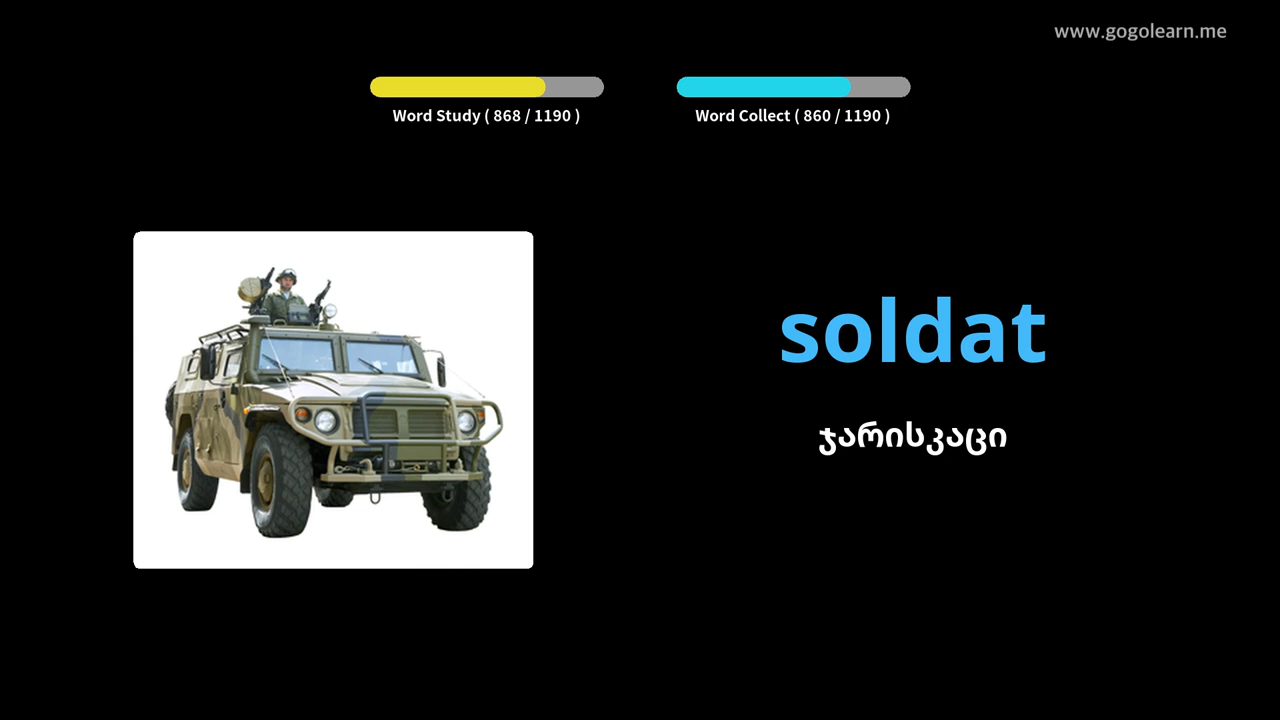 www.gogolearn.me
Word Study ( 868 / 1190 )
Word Collect ( 860 / 1190 )
soldat
ჯარისკაცი